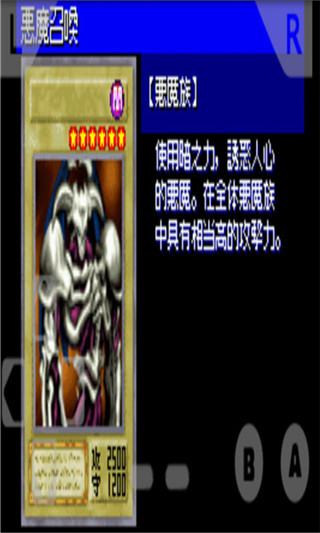 悪魔召喚
R
【悪魔族】
使用暗之力，誘惡人心
的悪魔。在全体悪魔族
中具有相当高的攻撃力。
攻 2500
守 1200
B
A